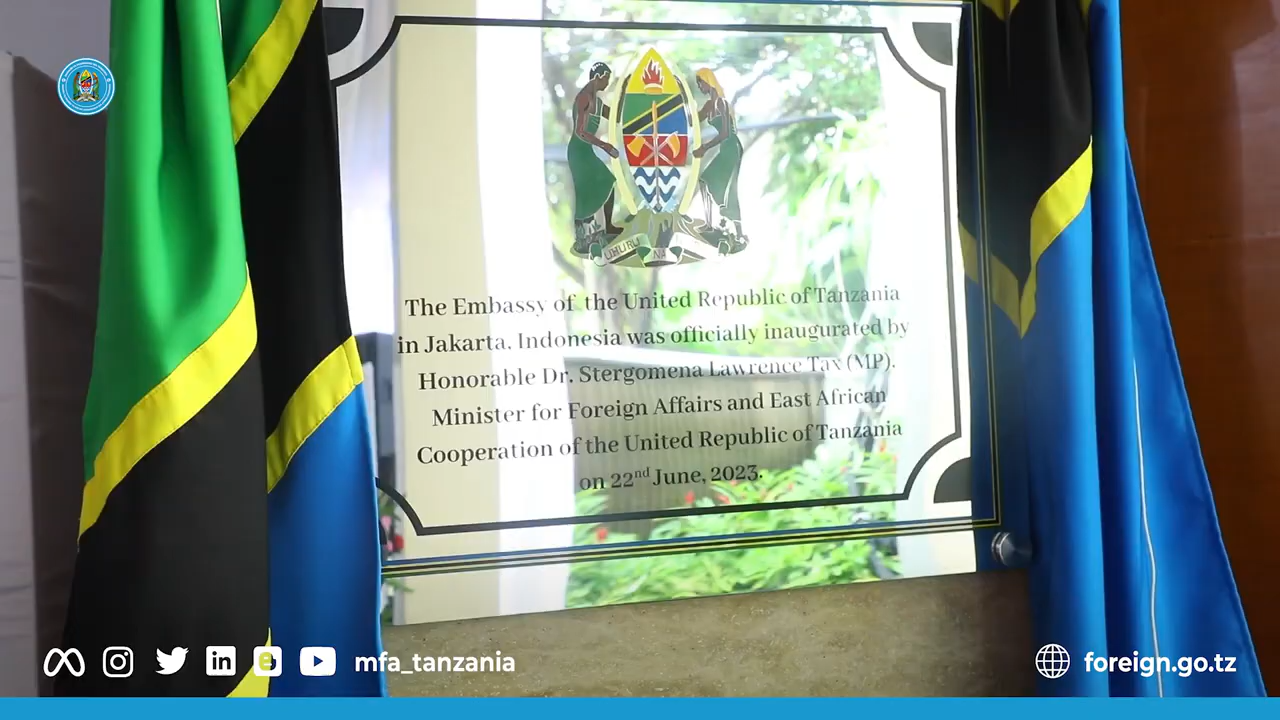 UHURU NA
The Embassy of the United Republic of Tanzania
in Jakarta. Indonesia was officially inaugurated by
Honorable Dr. Stergomena Lawrence Tax (MP).
Minister for Foreign Affairs and East African
Cooperation of the United Republic of Tanzania
on 22nd June, 2023.
mfa_tanzania
foreign.go.tz